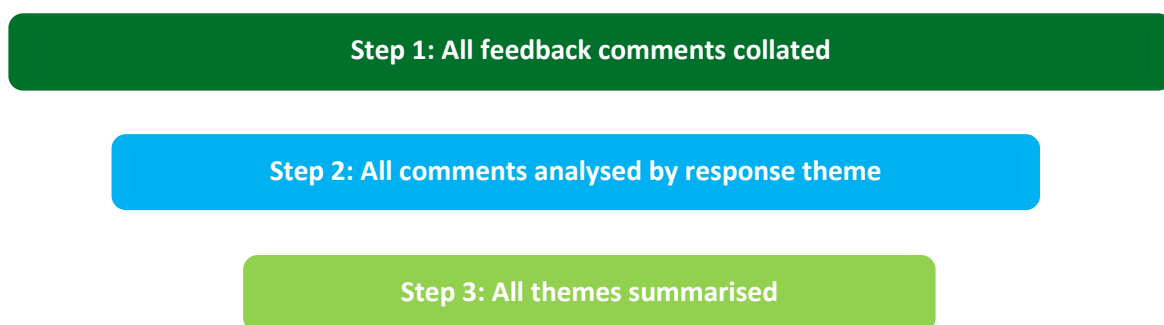 Step 1: All feedback comments collated
Step 2: All comments analysed by response theme
Step 3: All themes summarised